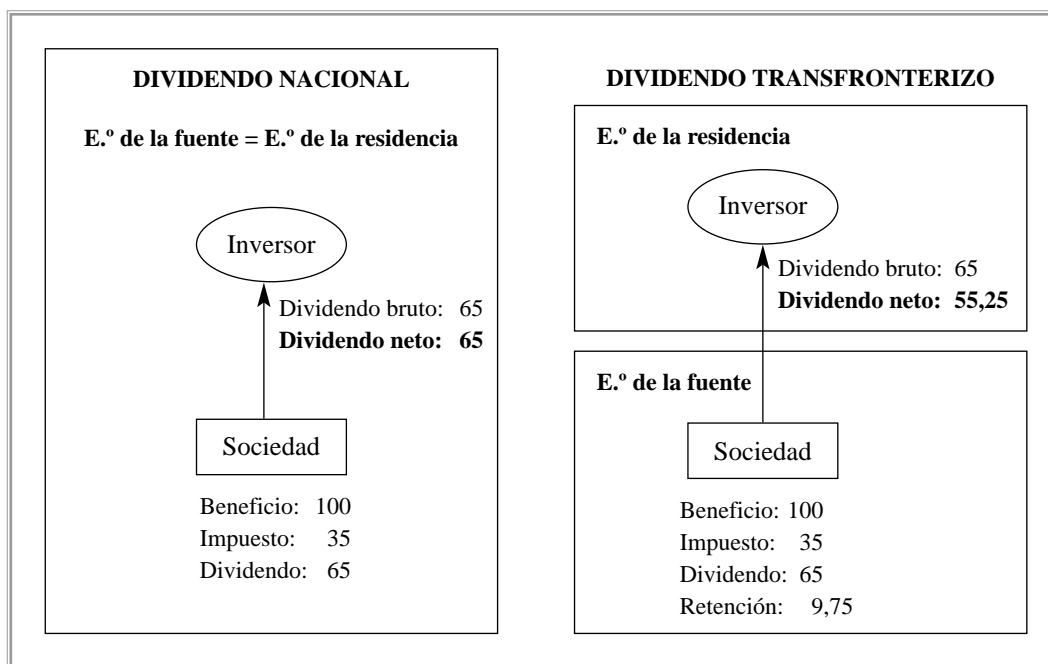 DIVIDENDO NACIONAL
E.º de la fuente = E.º de la residencia
Inversor
Dividendo bruto: 65
Dividendo neto: 65
Sociedad
Beneficio: 100
Impuesto: 35
Dividendo: 65
DIVIDENDO TRANSFRONTERIZO
E.º de la residencia
Inversor
Dividendo bruto: 65
Dividendo neto: 55,25
E.º de la fuente
Sociedad
Beneficio: 100
Impuesto: 35
Dividendo: 65
Retención: 9,75